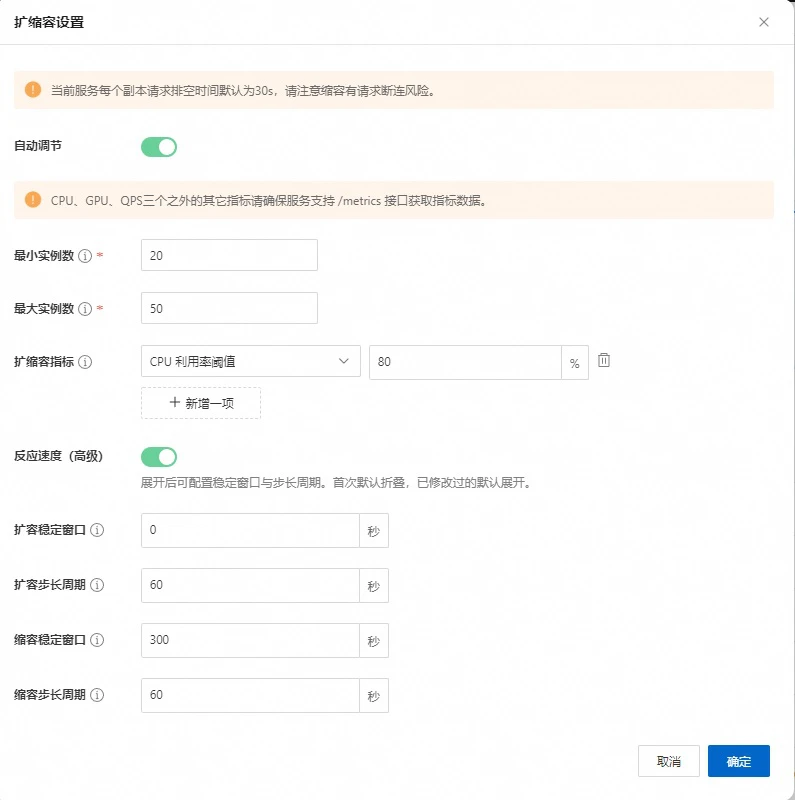 扩缩容设置
当前服务每个副本请求排空时间默认为30s，请注意缩容有请求断连风险。
自动调节
CPU、GPU、QPS三个之外的其它指标请确保服务支持 /metrics 接口获取指标数据。
最小实例数 * 20
最大实例数 * 50
扩缩容指标 CPU 利用率阈值 80 %
+ 新增一项
反应速度（高级）
展开后可配置稳定窗口与步长周期。首次默认折叠，已修改过的默认展开。
扩容稳定窗口 0 秒
扩容步长周期 60 秒
缩容稳定窗口 300 秒
缩容步长周期 60 秒
取消 确定